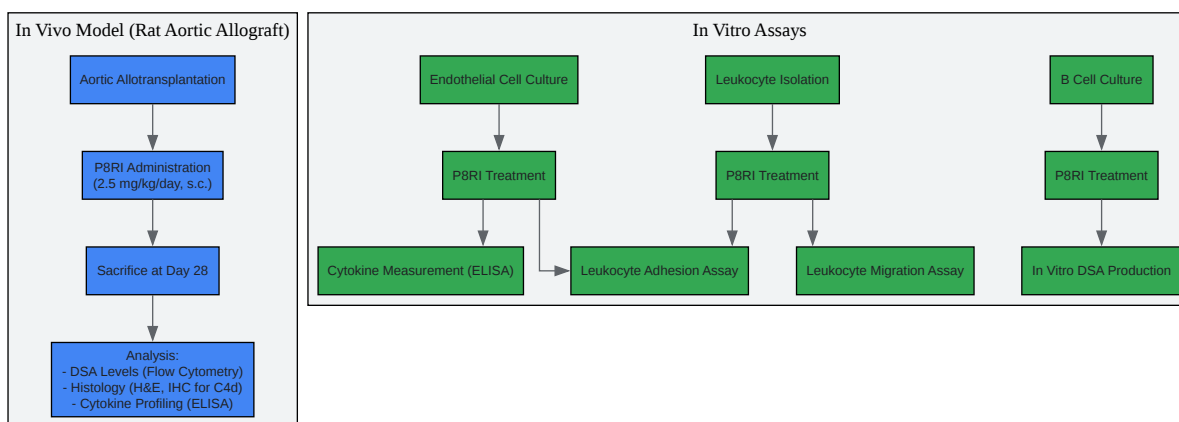 In Vivo Model (Rat Aortic Allograft)
Aortic Allotransplantation
P8RI Administration
(2.5 mg/kg/day, s.c.)
Sacrifice at Day 28
Analysis:
- DSA Levels (Flow Cytometry)
- Histology (H&E, IHC for C4d)
- Cytokine Profiling (ELISA)
In Vitro Assays
Endothelial Cell Culture
Leukocyte Isolation
B Cell Culture
P8RI Treatment
P8RI Treatment
P8RI Treatment
Cytokine Measurement (ELISA)
Leukocyte Adhesion Assay
Leukocyte Migration Assay
In Vitro DSA Production